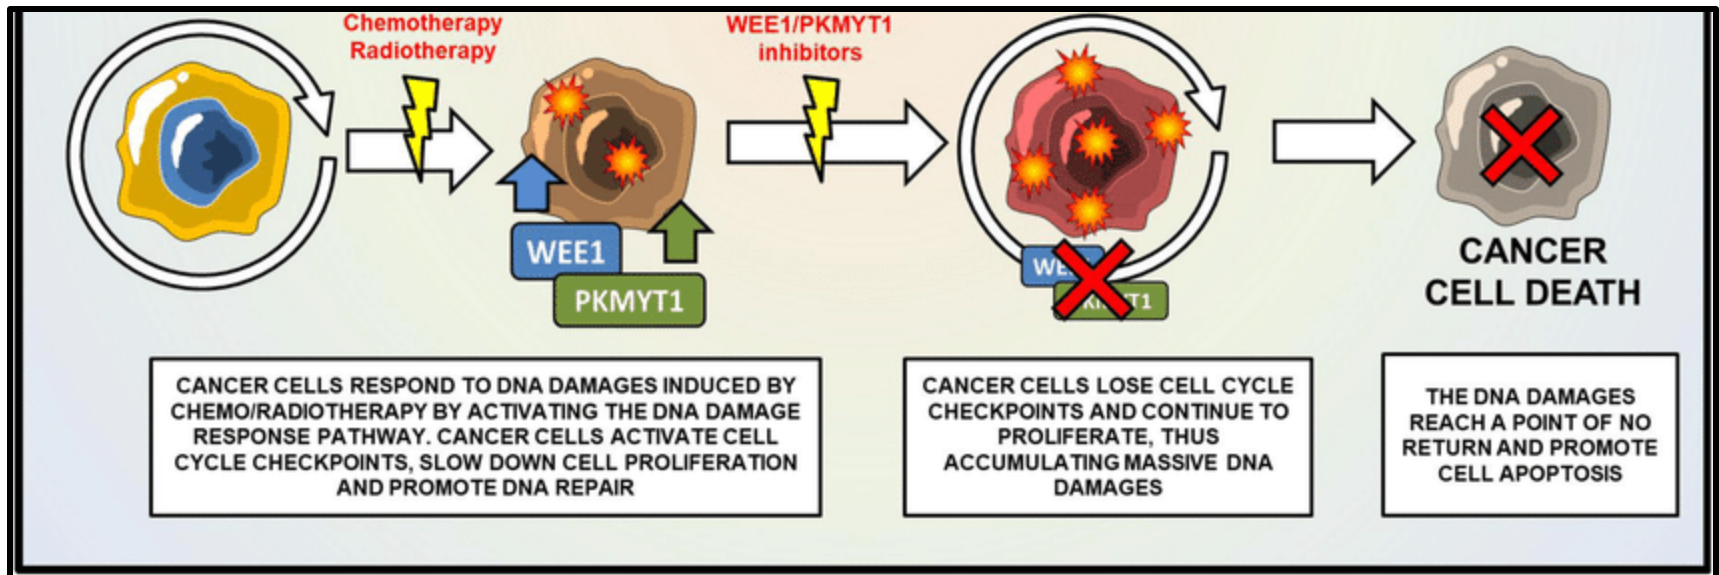 Chemotherapy
Radiotherapy
WEE1/PKMYT1
inhibitors
WEE1
PKMYT1
CANCER
CELL DEATH
CANCER CELLS RESPOND TO DNA DAMAGES INDUCED BY
CHEMO/RADIOTHERAPY BY ACTIVATING THE DNA DAMAGE
RESPONSE PATHWAY. CANCER CELLS ACTIVATE CELL
CYCLE CHECKPOINTS, SLOW DOWN CELL PROLIFERATION
AND PROMOTE DNA REPAIR
CANCER CELLS LOSE CELL CYCLE
CHECKPOINTS AND CONTINUE TO
PROLIFERATE, THUS
ACCUMULATING MASSIVE DNA
DAMAGES
THE DNA DAMAGES
REACH A POINT OF NO
RETURN AND PROMOTE
CELL APOPTOSIS